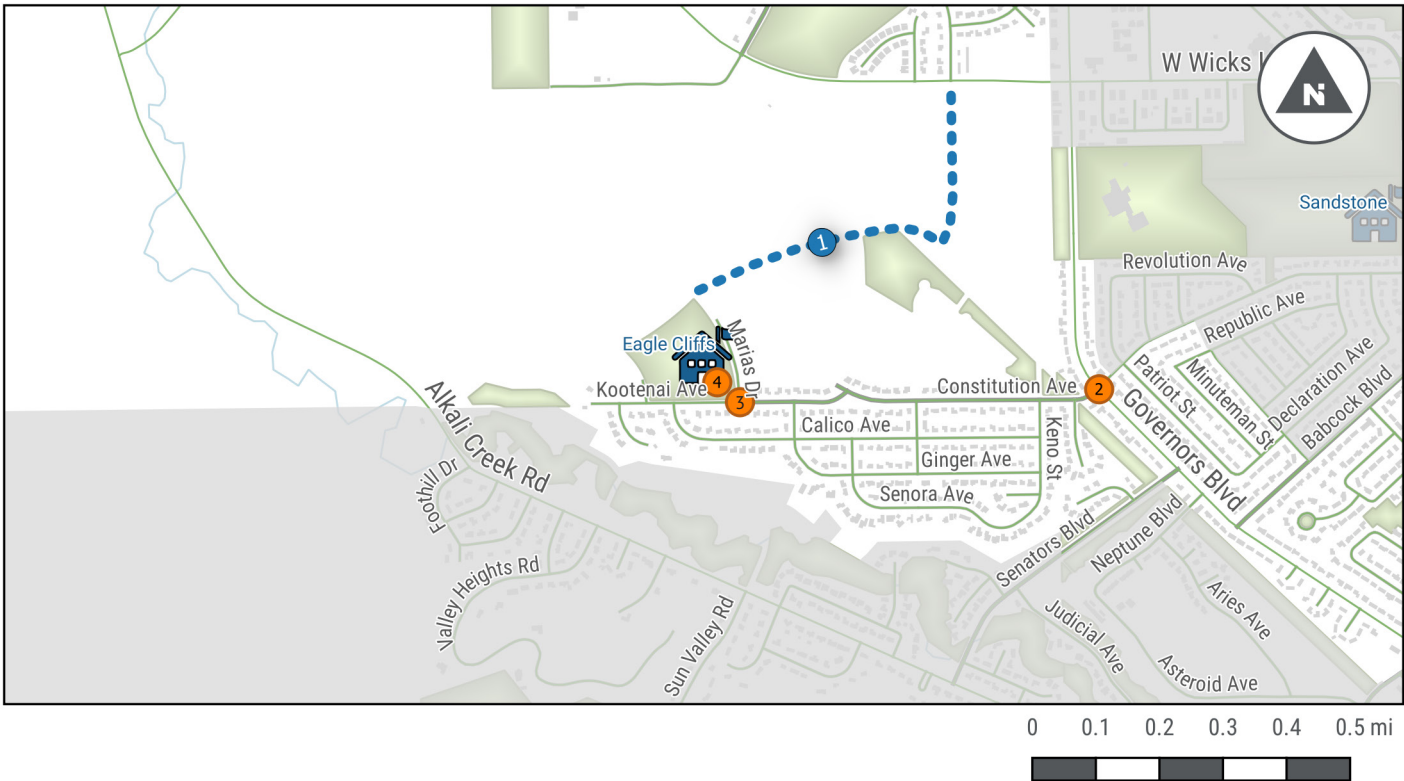 W Wicks
N
Sandstone
1
Revolution Ave
Republic Ave
Marias Dr
Eagle Cliffs
4
Kootenai Ave
3
Constitution Ave
2
Patriot St
Minuteman St
Declaration Ave
Babcock Blvd
Governors Blvd
Alkali Creek Rd
Calico Ave
Keno St
Ginger Ave
Senora Ave
Foothill Dr
Senators Blvd
Neptune Blvd
Valley Heights Rd
Sun Valley Rd
Judicial Ave
Aries Ave
Asteroid Ave
0 0.1 0.2 0.3 0.4 0.5 mi